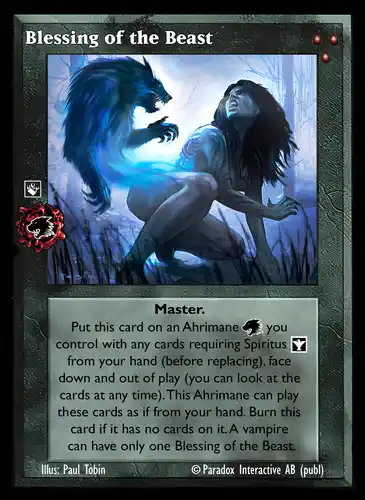 Blessing of the Beast
Master.
Put this card on an Ahrimane you
control with any cards requiring Spiritus
from your hand (before replacing), face
down and out of play (you can look at the
cards at any time). This Ahrimane can play
these cards as if from your hand. Burn this
card if it has no cards on it. A vampire
can have only one Blessing of the Beast.
Illus: Paul Tobin © Paradox Interactive AB (publ)